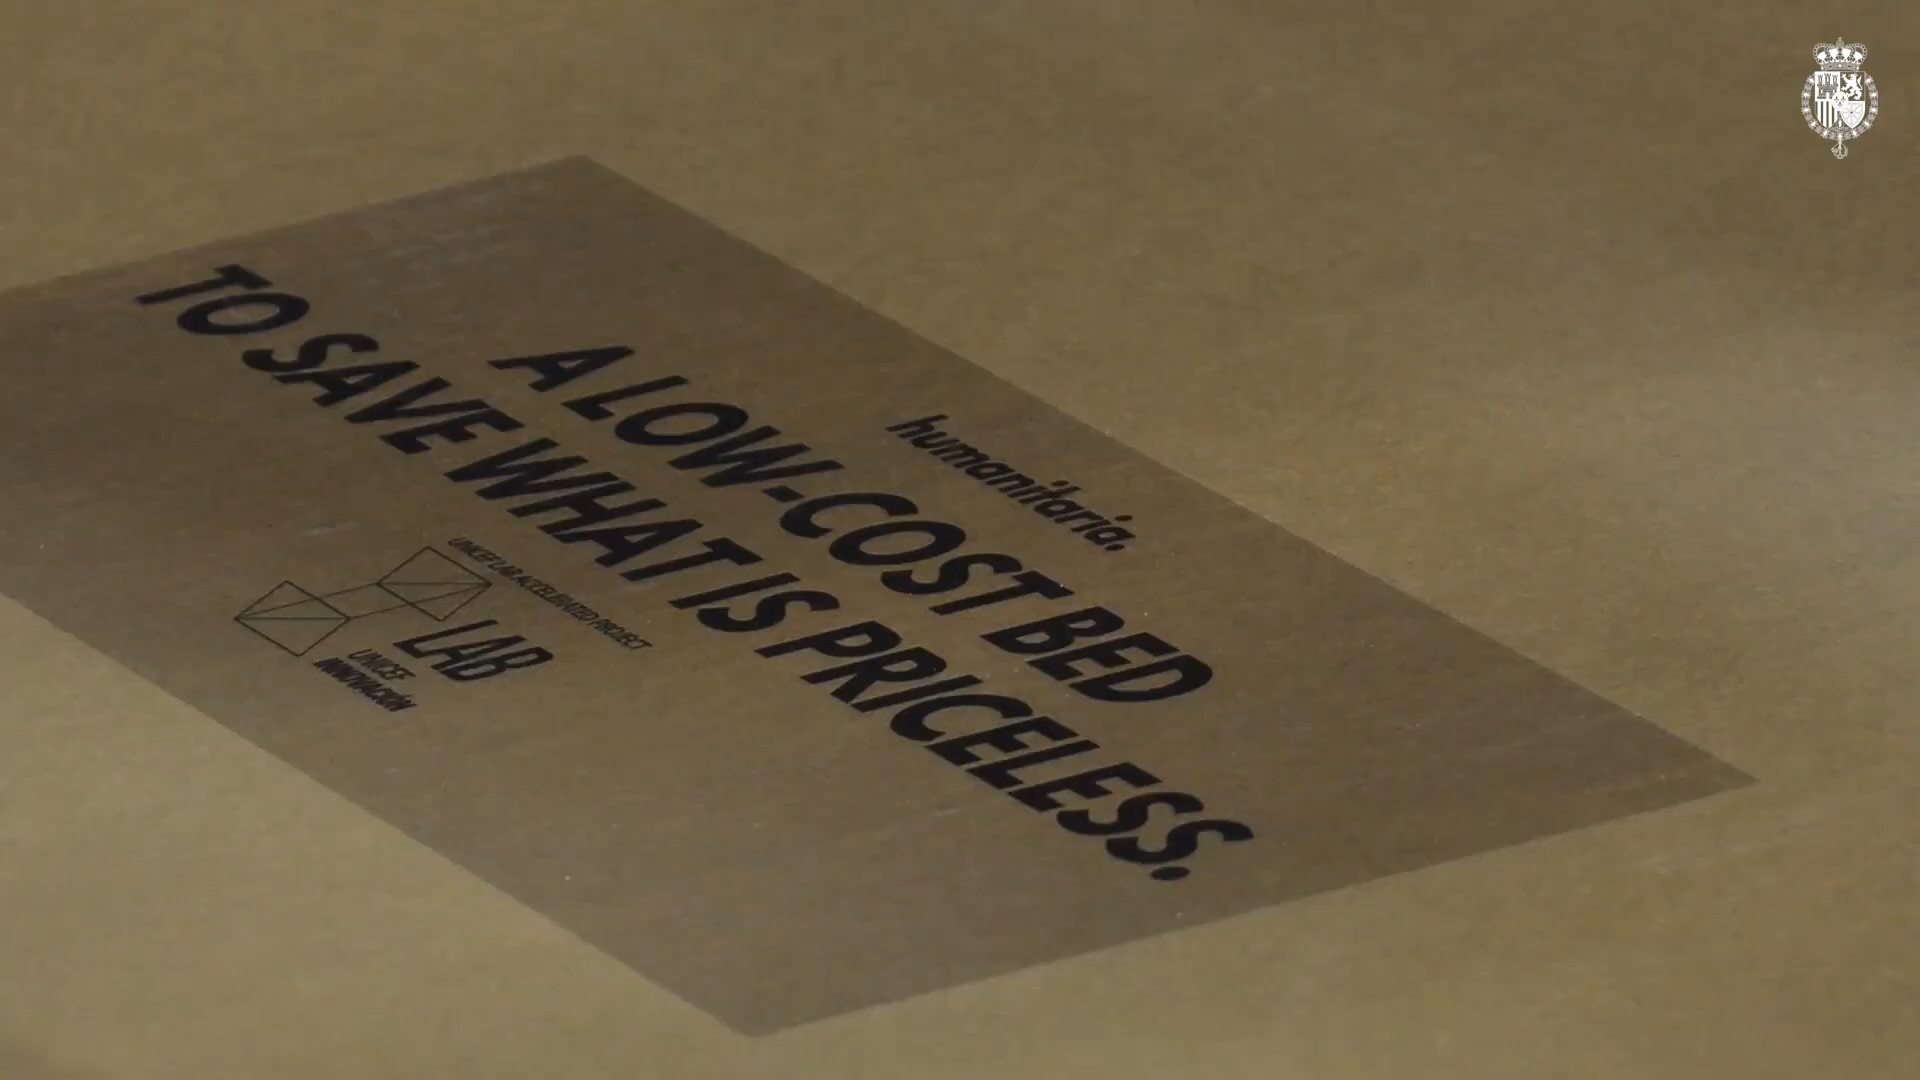 humanitaria.
A LOW-COST BED
TO SAVE WHAT IS PRICELESS.
UNICEF LAB ACCELERATED PROJECT
LAB
UNICEF
INNOVACIÓN